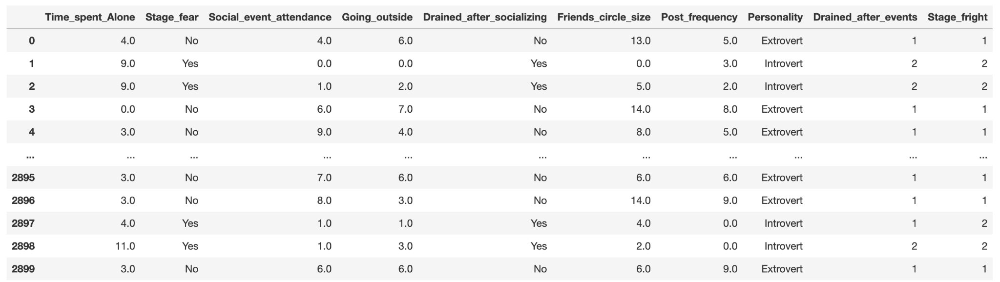 Time_spent_Alone Stage_fear Social_event_attendance Going_outside Drained_after_socializing Friends_circle_size Post_frequency Personality Drained_after_events Stage_fright
0 4.0 No 4.0 6.0 No 13.0 5.0 Extrovert 1 1
1 9.0 Yes 0.0 0.0 Yes 0.0 3.0 Introvert 2 2
2 9.0 Yes 1.0 2.0 Yes 5.0 2.0 Introvert 2 2
3 0.0 No 6.0 7.0 No 14.0 8.0 Extrovert 1 1
4 3.0 No 9.0 4.0 No 8.0 5.0 Extrovert 1 1
... ... ... ... ... ... ... ... ... ... ...
2895 3.0 No 7.0 6.0 No 6.0 6.0 Extrovert 1 1
2896 3.0 No 8.0 3.0 No 14.0 9.0 Extrovert 1 1
2897 4.0 Yes 1.0 1.0 Yes 4.0 0.0 Introvert 1 2
2898 11.0 Yes 1.0 3.0 Yes 2.0 0.0 Introvert 2 2
2899 3.0 No 6.0 6.0 No 6.0 9.0 Extrovert 1 1